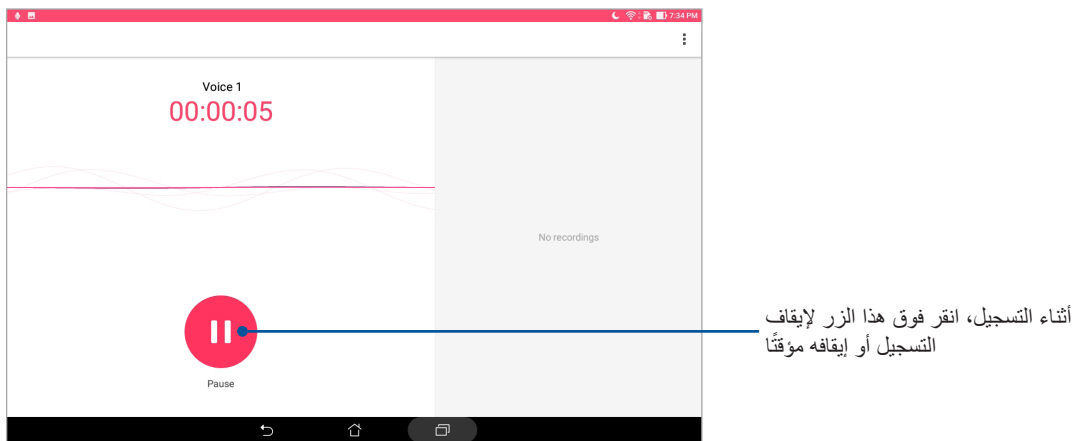 7:34 PM
Voice 1
00:00:05
No recordings
أثناء التسجيل، انقر فوق هذا الزر لإيقاف
التسجيل أو إيقافه مؤقتًا
Pause